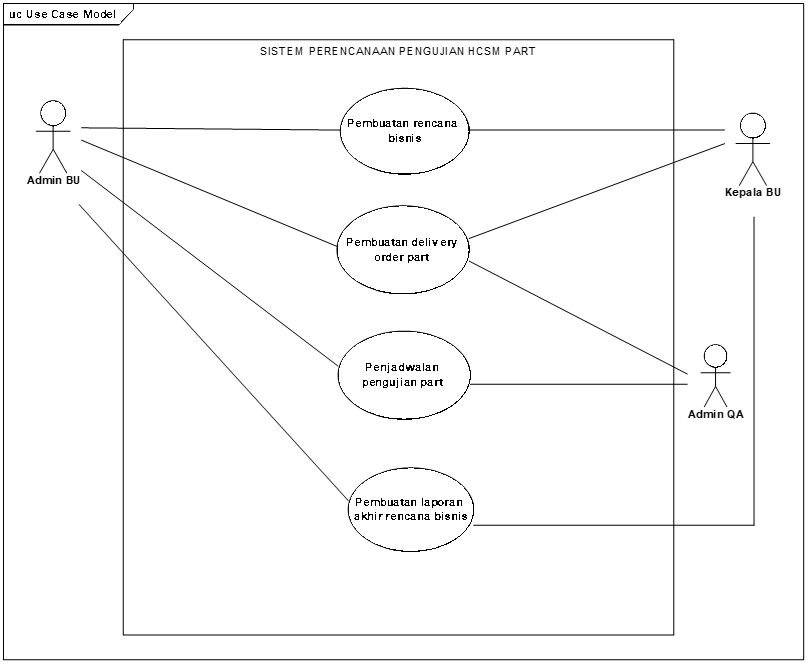 uc Use Case Model
SISTEM PERENCANAAN PENGUJIAN HCSM PART
Pembuatan rencana
bisnis
Admin BU
Kepala BU
Pembuatan delivery
order part
Penjadwalan
pengujian part
Admin QA
Pembuatan laporan
akhir rencana bisnis